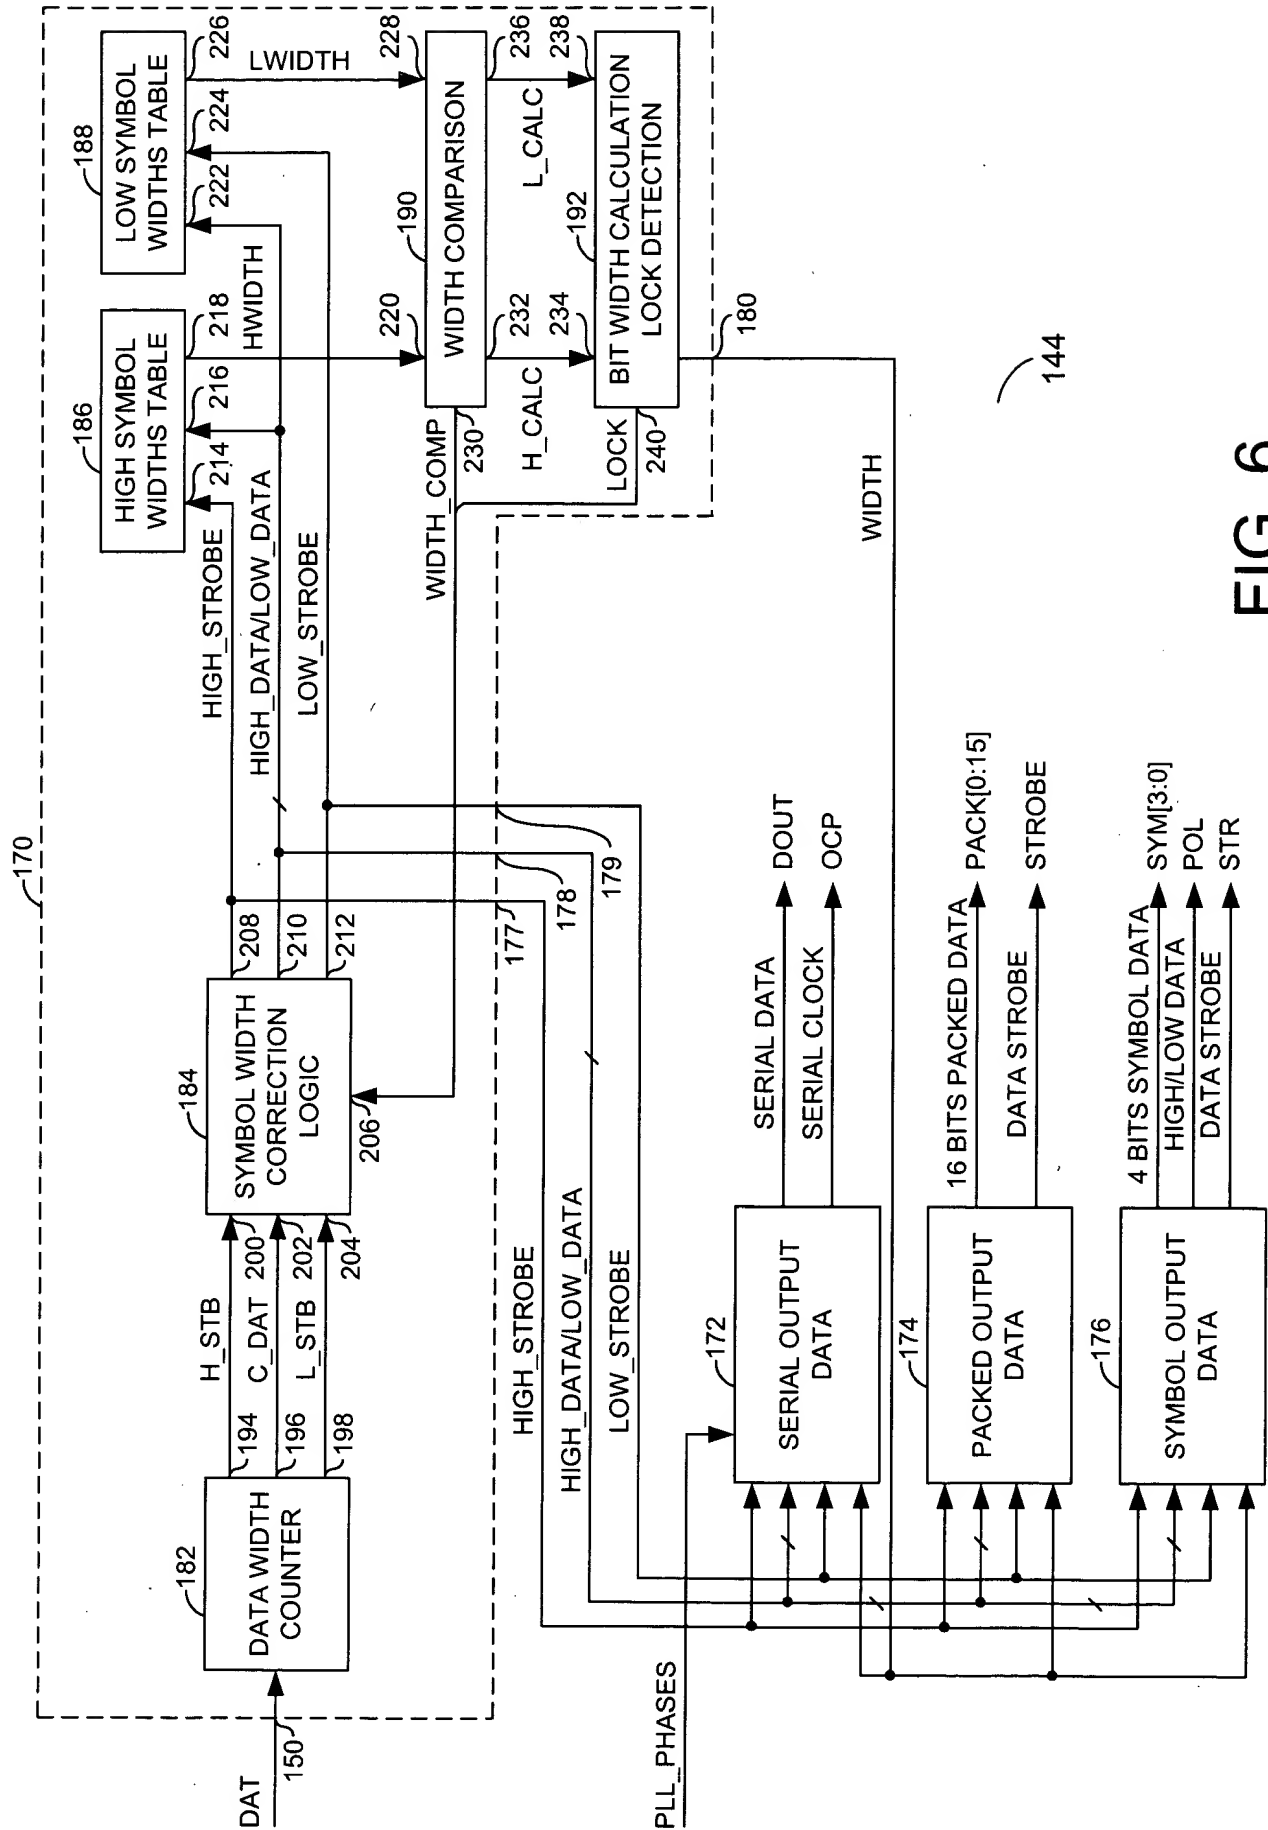 170
DAT
150
182
DATA WIDTH
COUNTER
194
196
198
H_STB
C_DAT
L_STB
200
202
204
184
SYMBOL WIDTH
CORRECTION
LOGIC
206
208
210
212
HIGH_STROBE
HIGH_DATA/LOW_DATA
LOW_STROBE
186
HIGH SYMBOL
WIDTHS TABLE
214
216
218
HWIDTH
188
LOW SYMBOL
WIDTHS TABLE
222
224
226
LWIDTH
220
228
190
WIDTH COMPARISON
WIDTH_COMP
230
232
236
H_CALC
L_CALC
234
238
192
BIT WIDTH CALCULATION
LOCK DETECTION
LOCK
240
180
WIDTH
177
178
179
HIGH_STROBE
HIGH_DATA/LOW_DATA
LOW_STROBE
PLL_PHASES
172
SERIAL OUTPUT
DATA
SERIAL DATA
DOUT
SERIAL CLOCK
OCP
174
PACKED OUTPUT
DATA
16 BITS PACKED DATA
PACK[0:15]
DATA STROBE
STROBE
176
SYMBOL OUTPUT
DATA
4 BITS SYMBOL DATA
SYM[3:0]
HIGH/LOW DATA
POL
DATA STROBE
STR
144
FIG 6